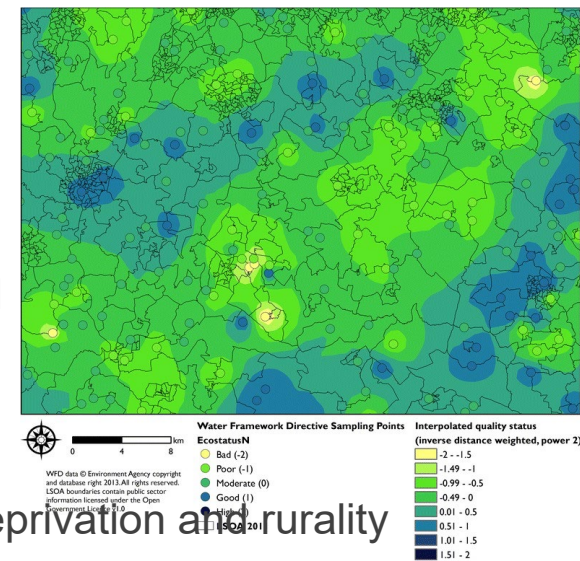 0 4 8 km
WFD data © Environment Agency copyright
and database right 2013. All rights reserved.
LSOA boundaries contain public sector
information licensed under the Open
Government Licence v1.0
Water Framework Directive Sampling Points
EcostatusN
Bad (-2)
Poor (-1)
Moderate (0)
Good (1)
High (2)
LSOA 201
Interpolated quality status
(inverse distance weighted, power 2)
-2 - -1.5
-1.49 - -1
-0.99 - -0.5
-0.49 - 0
0.01 - 0.5
0.51 - 1
1.01 - 1.5
1.51 - 2
eprivation and rurality